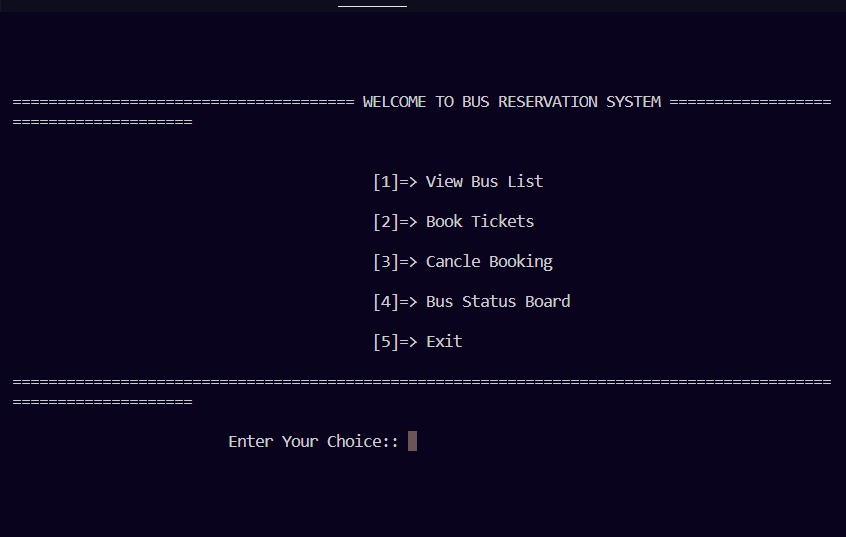 ====================================== WELCOME TO BUS RESERVATION SYSTEM ==================
====================
[1]=> View Bus List
[2]=> Book Tickets
[3]=> Cancle Booking
[4]=> Bus Status Board
[5]=> Exit
===========================================================================================
====================
Enter Your Choice::